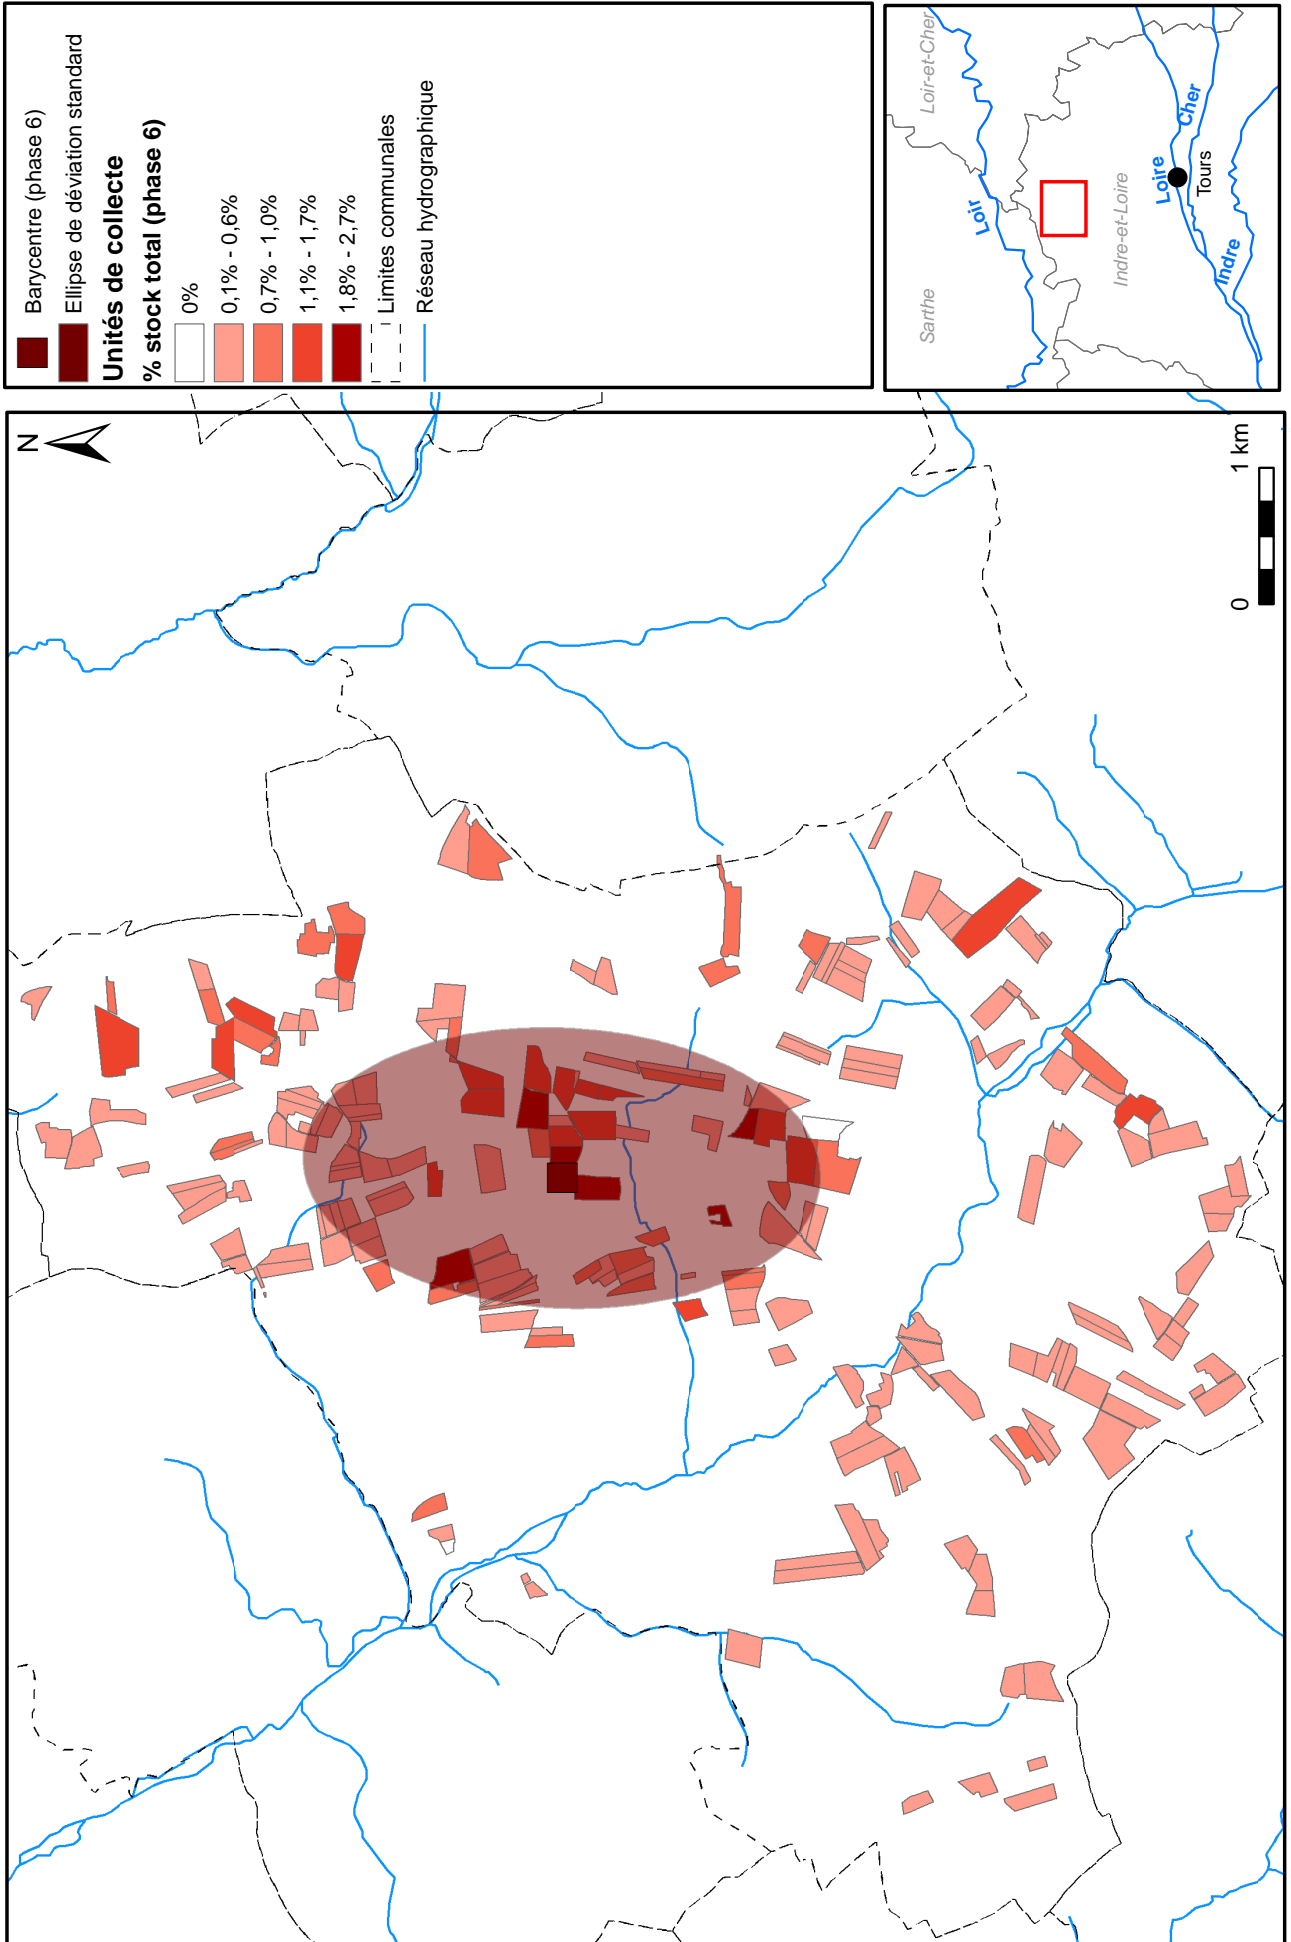 Barycentre (phase 6)
Ellipse de déviation standard
Unités de collecte
% stock total (phase 6)
0%
0,1% - 0,6%
0,7% - 1,0%
1,1% - 1,7%
1,8% - 2,7%
Limites communales
Réseau hydrographique
Sarthe
Loir-et-Cher
Loir
Indre-et-Loire
Loire
Cher
Tours
Indre
N
0
1 km